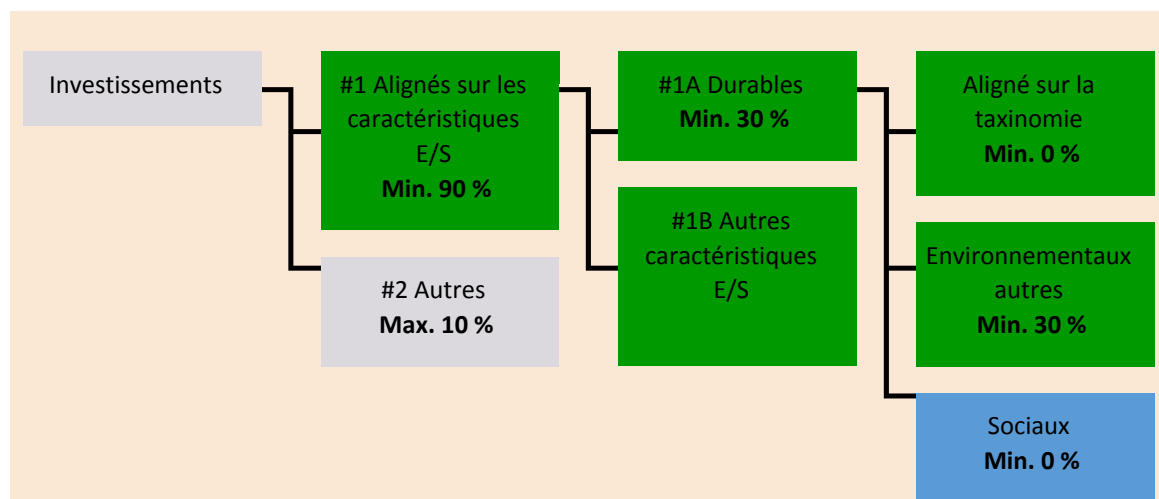 Investissements
#1 Alignés sur les
caractéristiques
E/S
Min. 90 %
#2 Autres
Max. 10 %
#1A Durables
Min. 30 %
#1B Autres
caractéristiques
E/S
Aligné sur la
taxinomie
Min. 0 %
Environnementaux
autres
Min. 30 %
Sociaux
Min. 0 %